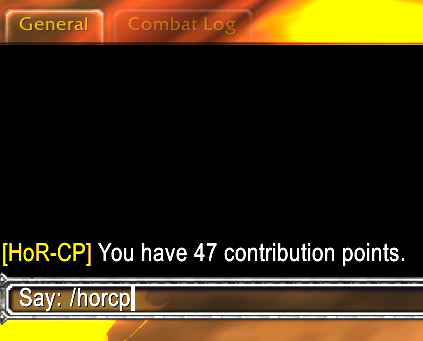 General Combat Log
[HoR-CP] You have 47 contribution points.
Say: /horcp